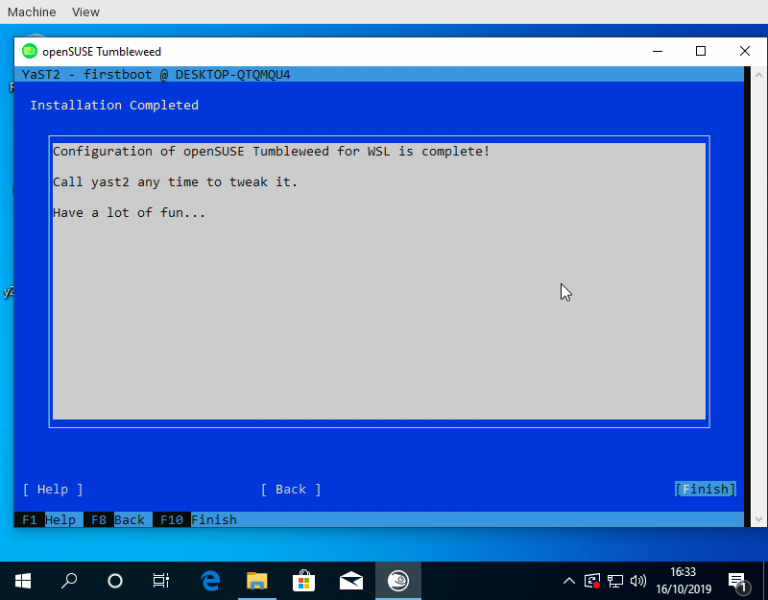 Machine View
openSUSE Tumbleweed
YaST2 - firstboot @ DESKTOP-QTQMQU4
Installation Completed
Configuration of openSUSE Tumbleweed for WSL is complete!
Call yast2 any time to tweak it.
Have a lot of fun...
[ Help ] [ Back ] [Finish]
F1 Help F8 Back F10 Finish
16:33
16/10/2019
1